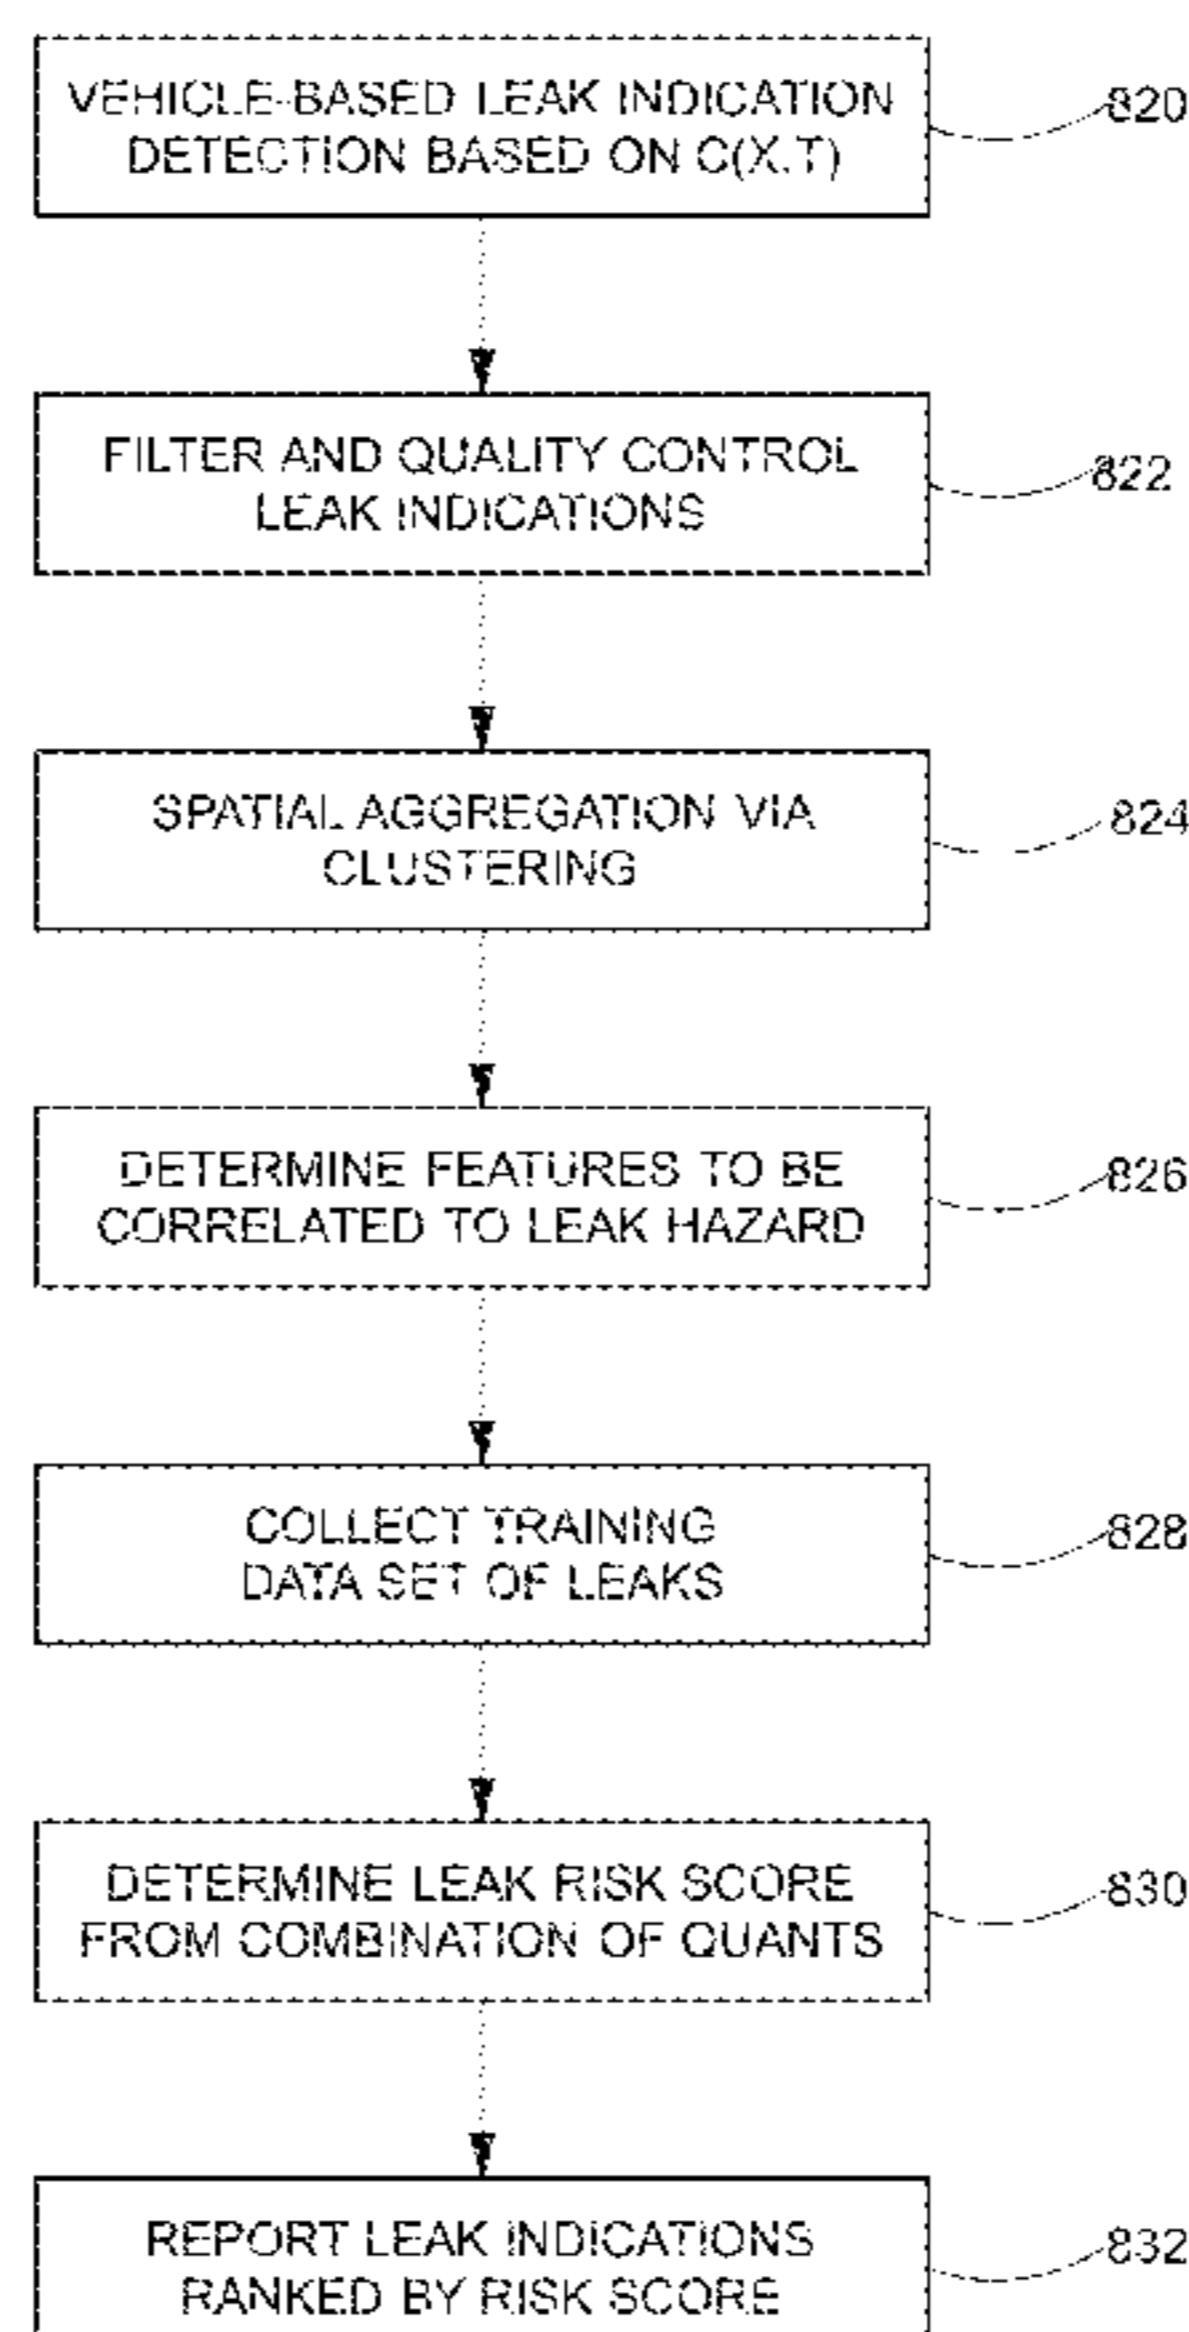 VEHICLE-BASED LEAK INDICATION
DETECTION BASED ON C(X,T)
820
FILTER AND QUALITY CONTROL
LEAK INDICATIONS
822
SPATIAL AGGREGATION VIA
CLUSTERING
824
DETERMINE FEATURES TO BE
CORRELATED TO LEAK HAZARD
826
COLLECT TRAINING
DATA SET OF LEAKS
828
DETERMINE LEAK RISK SCORE
FROM COMBINATION OF QUANTS
830
REPORT LEAK INDICATIONS
RANKED BY RISK SCORE
832